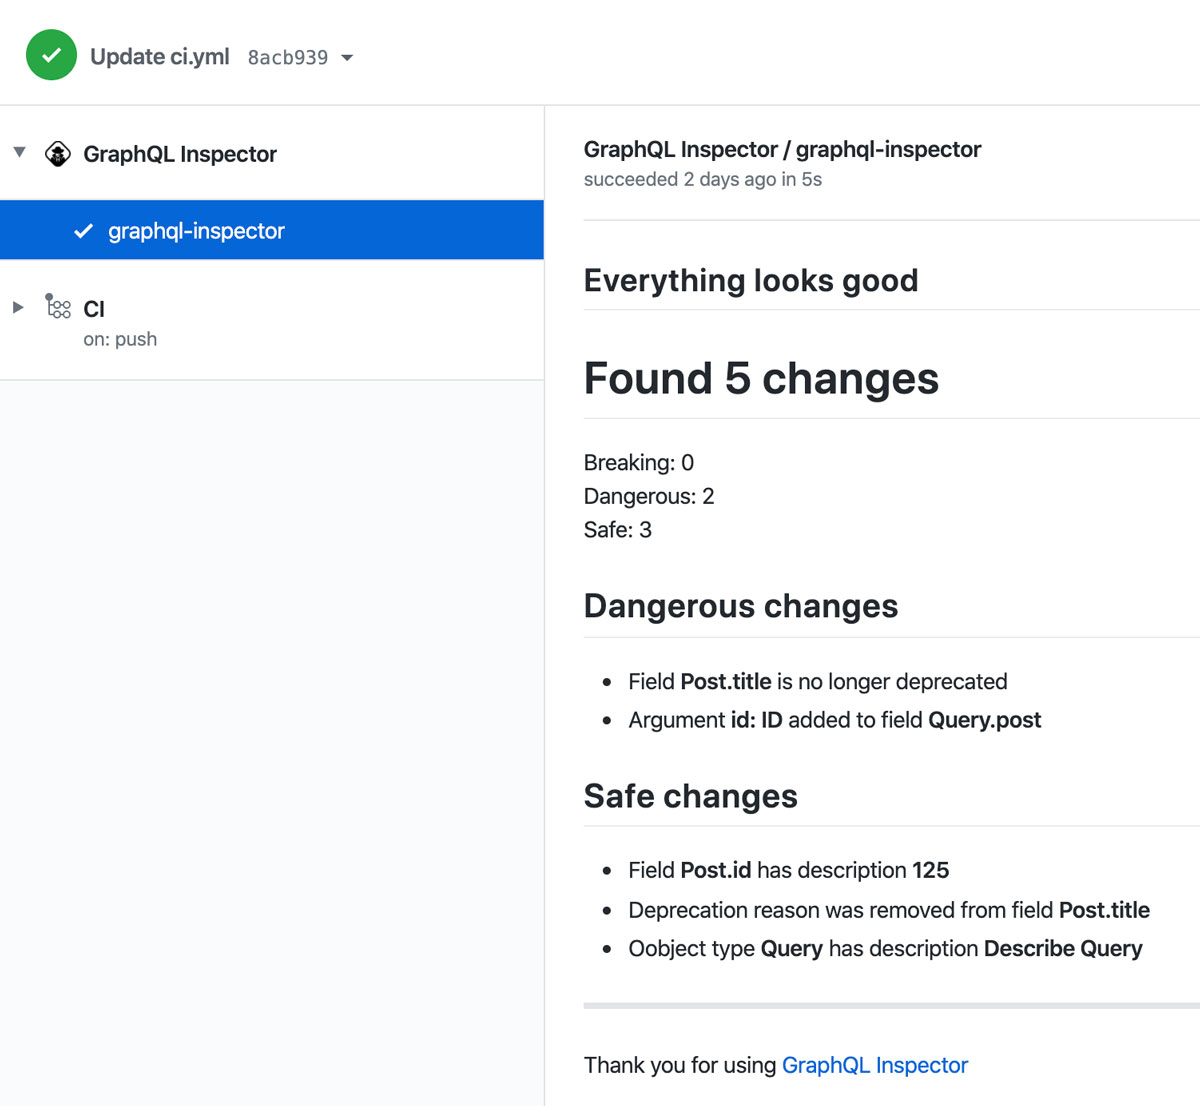 Update ci.yml 8acb939
GraphQL Inspector
graphql-inspector
CI
on: push
GraphQL Inspector / graphql-inspector
succeeded 2 days ago in 5s
Everything looks good
Found 5 changes
Breaking: 0
Dangerous: 2
Safe: 3
Dangerous changes
• Field Post.title is no longer deprecated
• Argument id: ID added to field Query.post
Safe changes
• Field Post.id has description 125
• Deprecation reason was removed from field Post.title
• Oobject type Query has description Describe Query
Thank you for using GraphQL Inspector